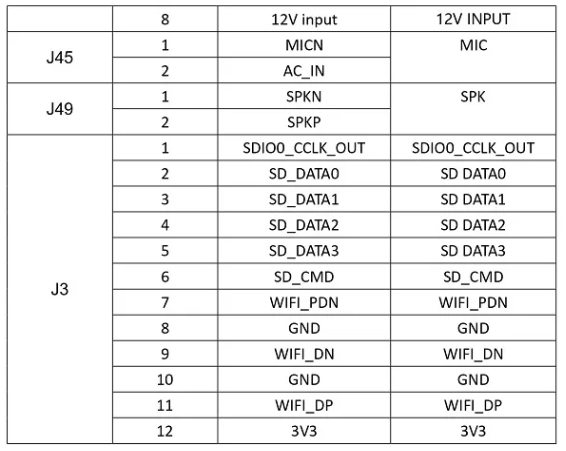 8 12V input 12V INPUT
J45 1 MICN MIC
2 AC_IN
J49 1 SPKN SPK
2 SPKP
J3 1 SDIO0_CCLK_OUT SDIO0_CCLK_OUT
2 SD_DATA0 SD DATA0
3 SD_DATA1 SD DATA1
4 SD_DATA2 SD DATA2
5 SD_DATA3 SD DATA3
6 SD_CMD SD_CMD
7 WIFI_PDN WIFI_PDN
8 GND GND
9 WIFI_DN WIFI_DN
10 GND GND
11 WIFI_DP WIFI_DP
12 3V3 3V3